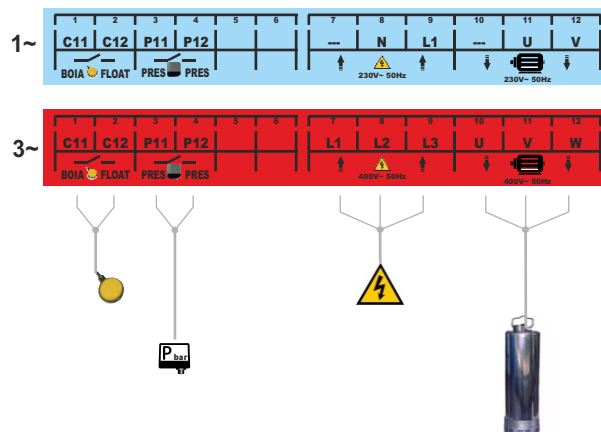 1 2 3 4 5 6 7 8 9 10 11 12
1~ C11 C12 P11 P12 --- N L1 --- U V
BOIA FLOAT PRES PRES 230V~ 50Hz 230V~ 50Hz
1 2 3 4 5 6 7 8 9 10 11 12
3~ C11 C12 P11 P12 L1 L2 L3 U V W
BOIA FLOAT PRES PRES 400V~ 50Hz 400V~ 50Hz
P bar